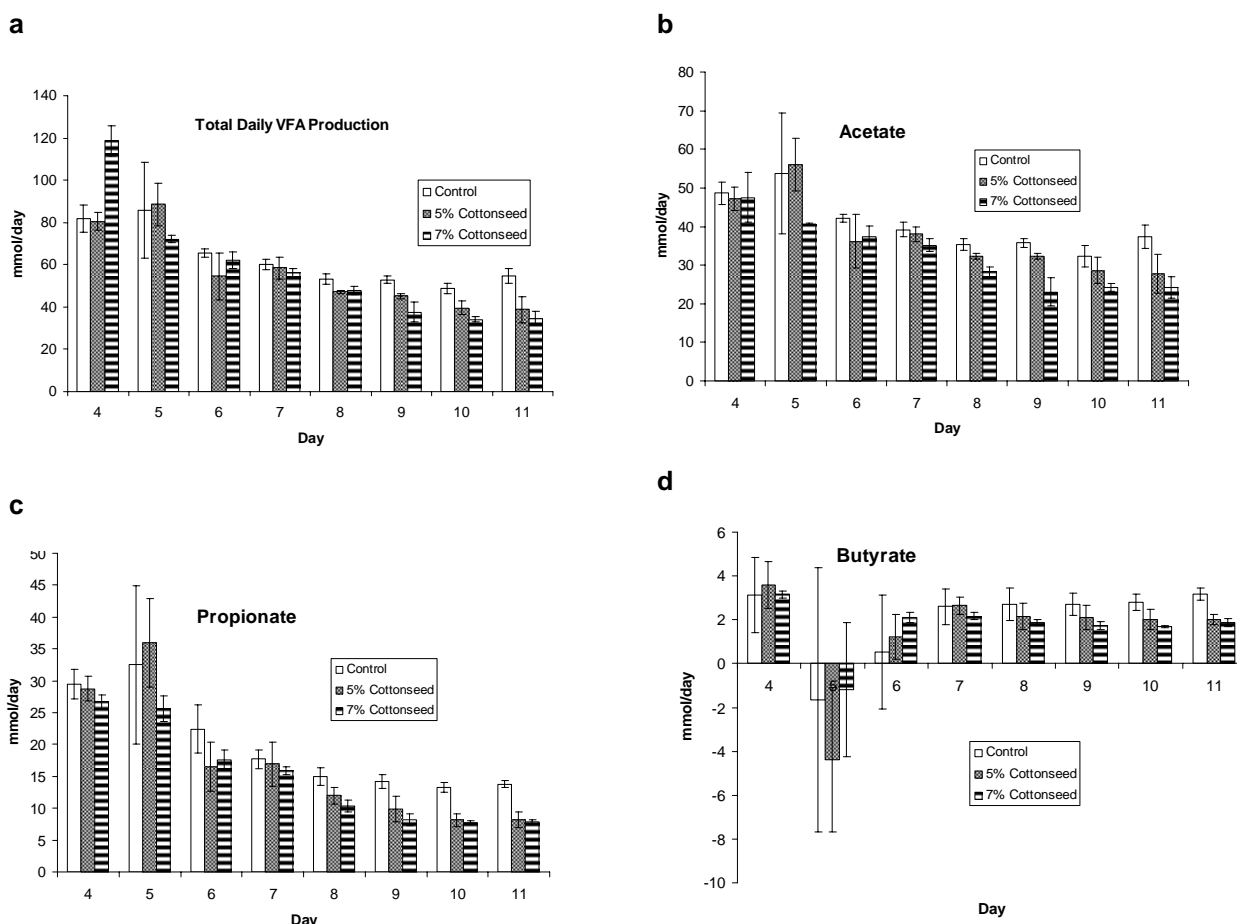 a
Total Daily VFA Production
140
120
100
80
60
40
20
0
mmol/day
Control
5% Cottonseed
7% Cottonseed
4 5 6 7 8 9 10 11
Day
b
Acetate
80
70
60
50
40
30
20
10
0
mmol/day
Control
5% Cottonseed
7% Cottonseed
4 5 6 7 8 9 10 11
Day
c
Propionate
50
45
40
35
30
25
20
15
10
5
0
mmol/day
Control
5% Cottonseed
7% Cottonseed
4 5 6 7 8 9 10 11
Day
d
Butyrate
6
4
2
0
-2
-4
-6
-8
-10
mmol/day
4 5 6 7 8 9 10 11
Control
5% Cottonseed
7% Cottonseed
Day